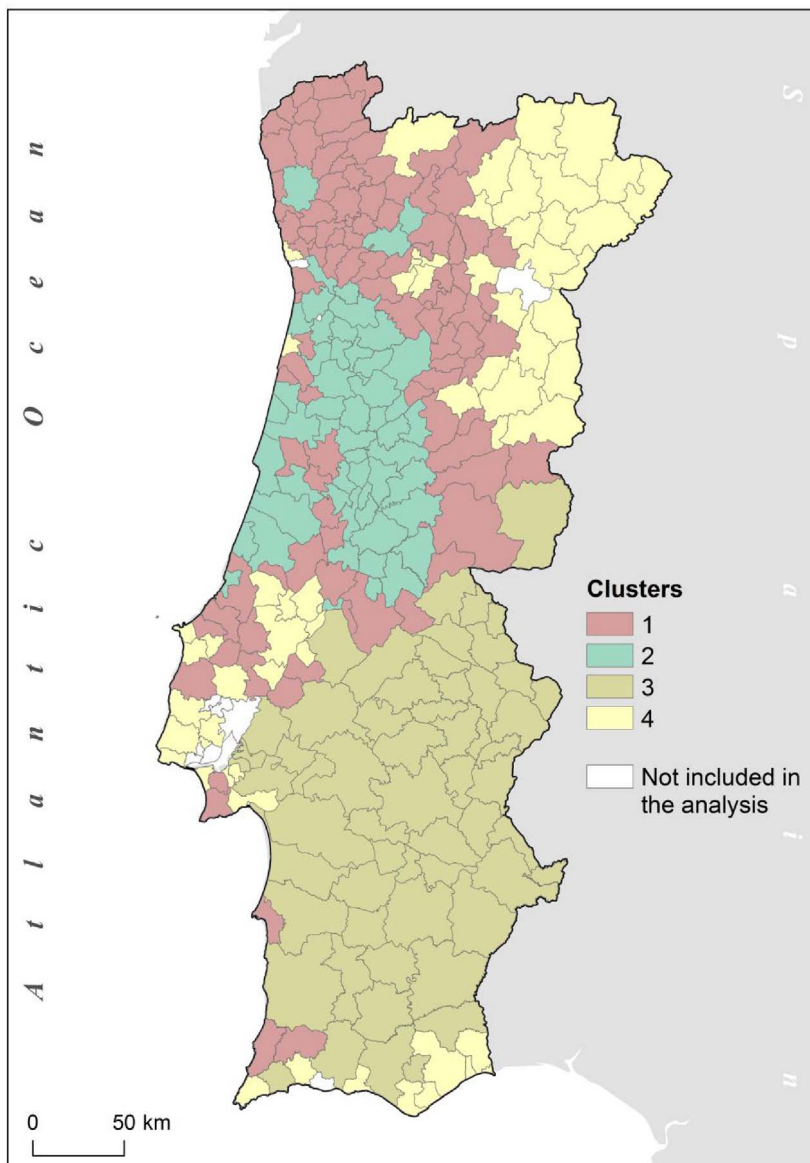 Atlantic Ocean
Spain
Clusters
1
2
3
4
Not included in
the analysis
0 50 km